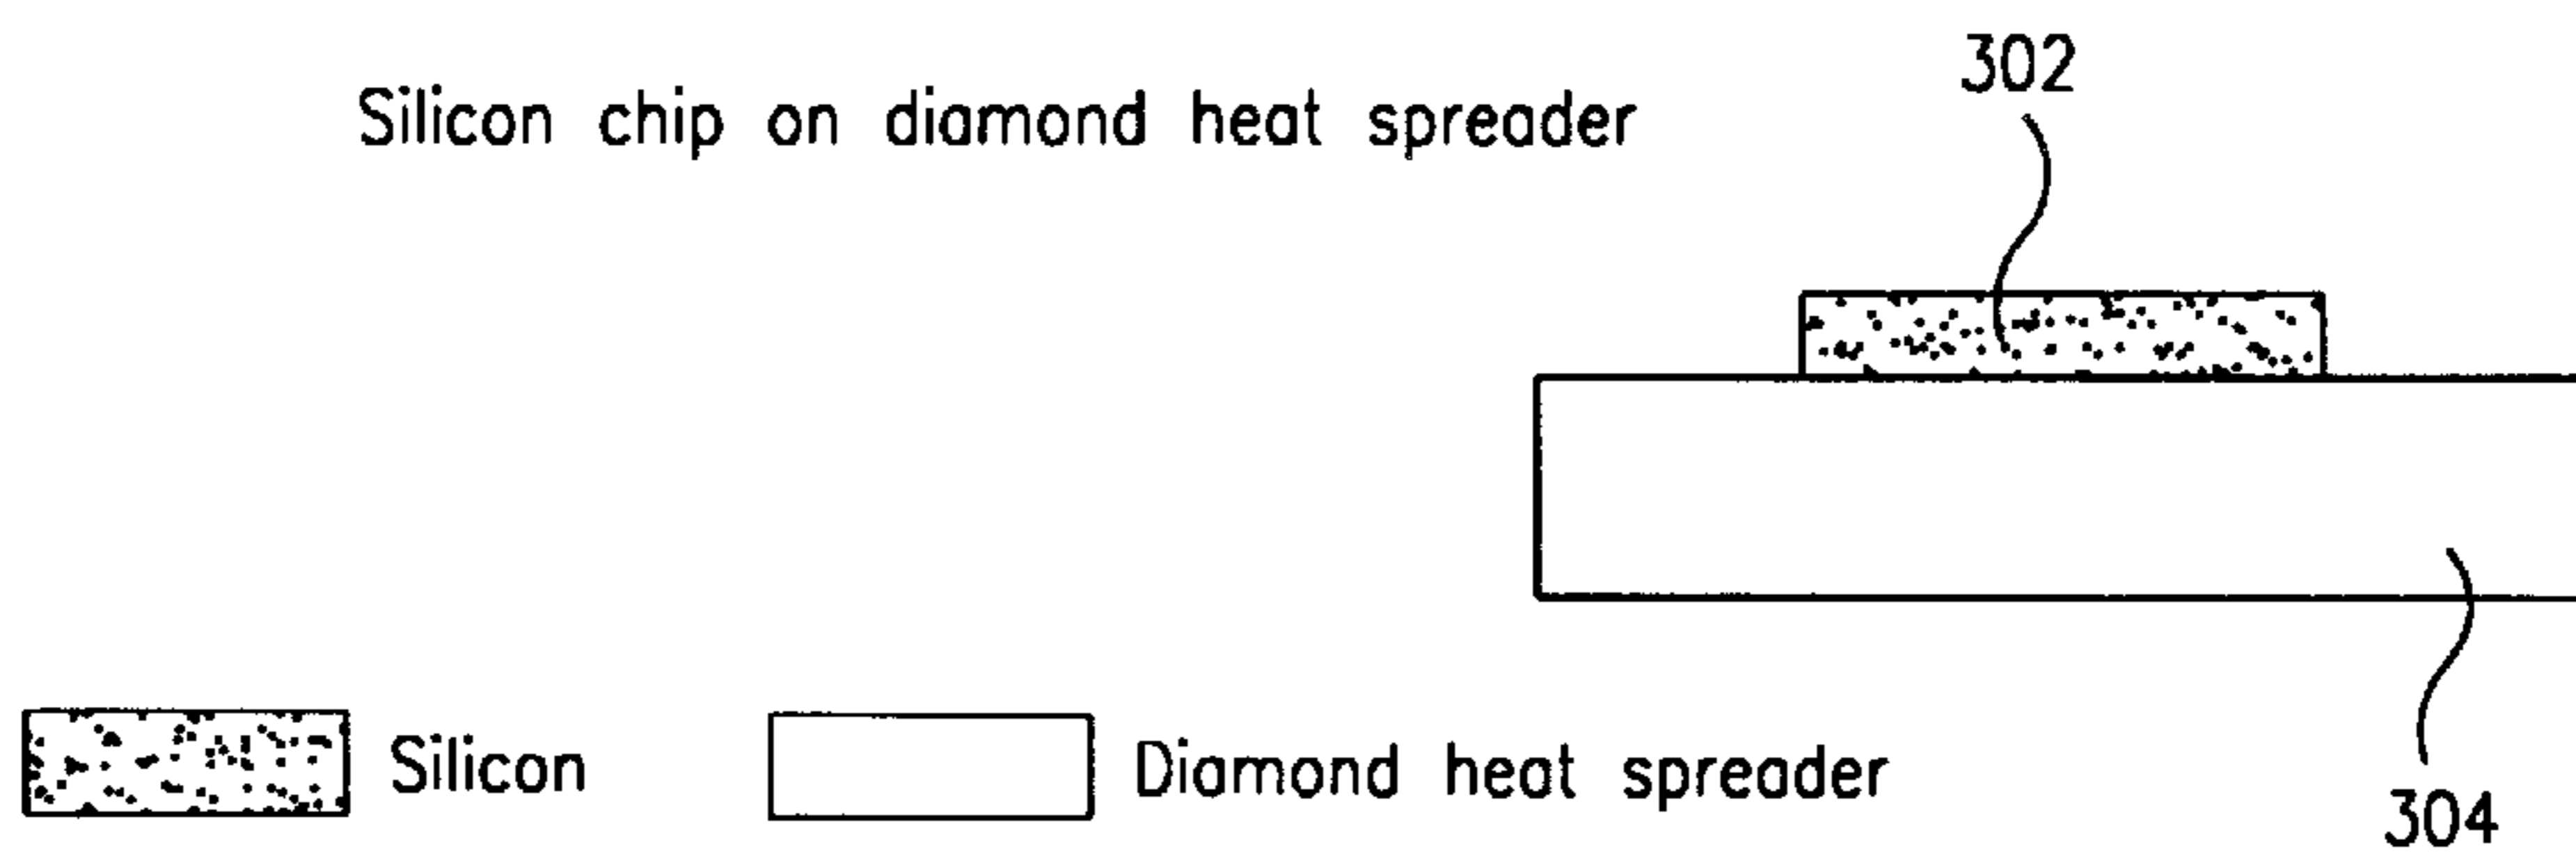 302
Silicon chip on diamond heat spreader
Silicon
Diamond heat spreader
304